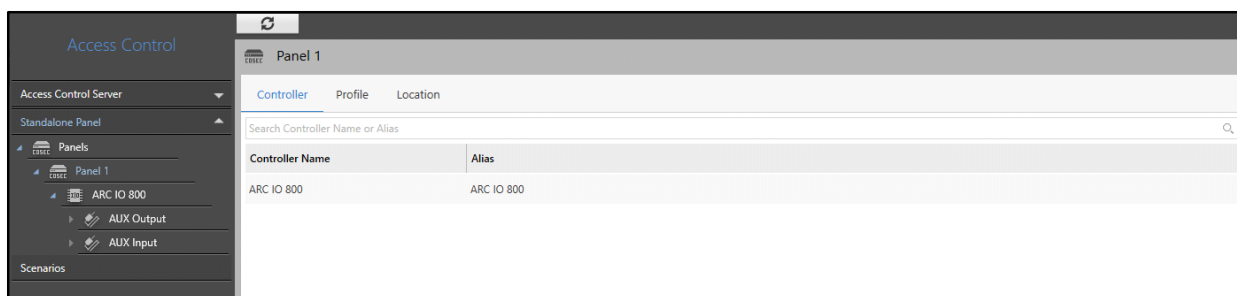 Access Control
Panel 1
Access Control Server
Controller Profile Location
Standalone Panel
Search Controller Name or Alias
Panels
Controller Name Alias
Panel 1
ARC IO 800 ARC IO 800
ARC IO 800
AUX Output
AUX Input
Scenarios